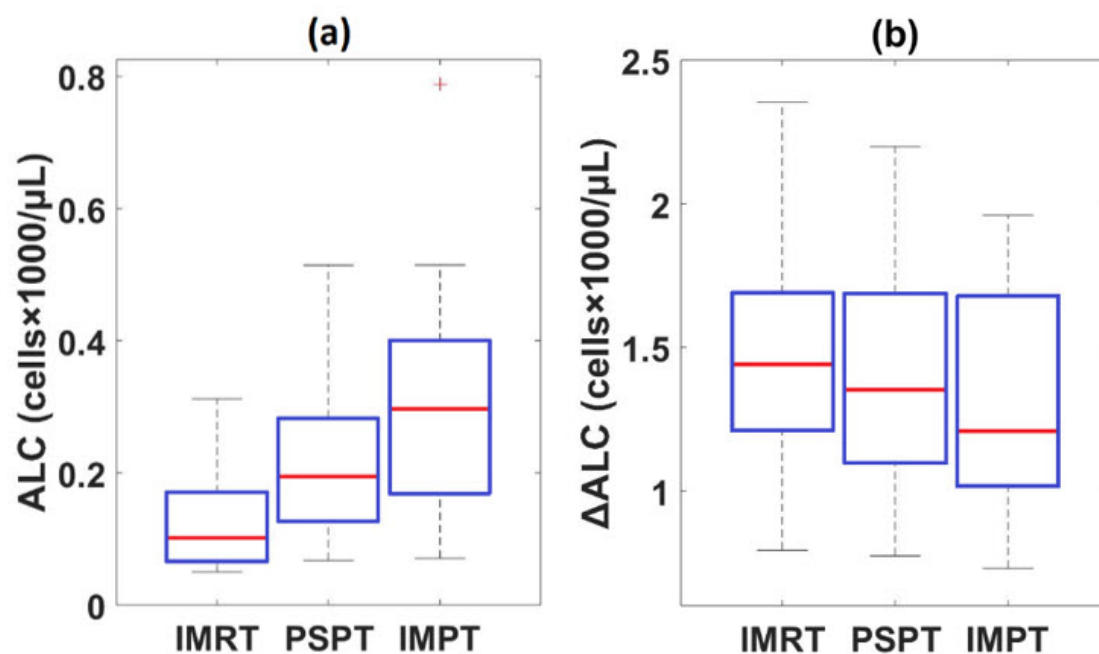 (a)
ALC (cells×1000/µL)
0.8
0.6
0.4
0.2
0
IMRT PSPT IMPT
(b)
ΔALC (cells×1000/µL)
2.5
2
1.5
1
IMRT PSPT IMPT